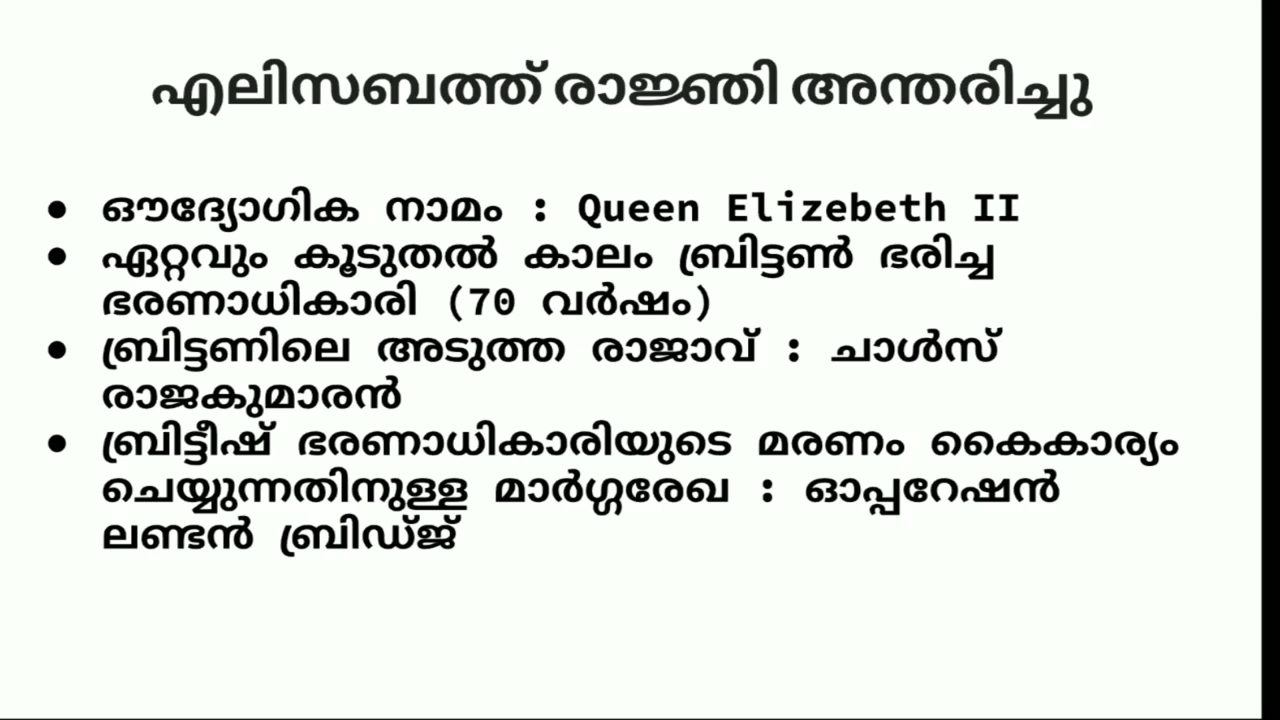 എലിസബത്ത് രാജ്ഞി അന്തരിച്ചു
● ഔദ്യോഗിക നാമം : Queen Elizebeth II
● ഏറ്റവും കൂടുതൽ കാലം ബ്രിട്ടൺ ഭരിച്ച
ഭരണാധികാരി (70 വർഷം)
● ബ്രിട്ടണിലെ അടുത്ത രാജാവ് : ചാൾസ്
രാജകുമാരൻ
● ബ്രിട്ടീഷ് ഭരണാധികാരിയുടെ മരണം കൈകാര്യം
ചെയ്യുന്നതിനുള്ള മാർഗ്ഗരേഖ : ഓപ്പറേഷൻ
ലണ്ടൻ ബ്രിഡ്ജ്